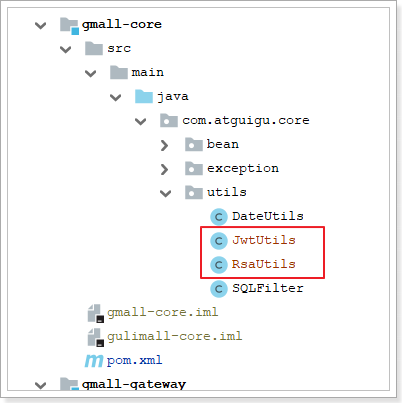 gmall-core
src
main
java
com.atguigu.core
bean
exception
utils
DateUtils
JwtUtils
RsaUtils
SQLFilter
gmall-core.iml
gulimall-core.iml
pom.xml
gmall-gateway